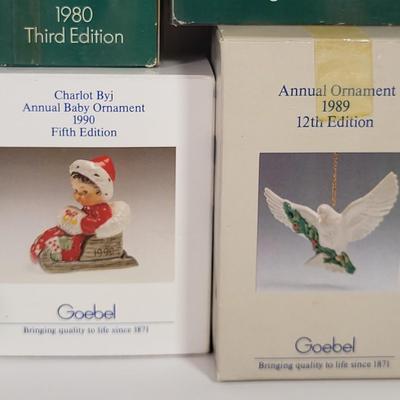 1980
Third Edition
Charlot Byj
Annual Baby Ornament
1990
Fifth Edition
1990
Goebel
Bringing quality to life since 1871
Annual Ornament
1989
12th Edition
Goebel
Bringing quality to life since 1871